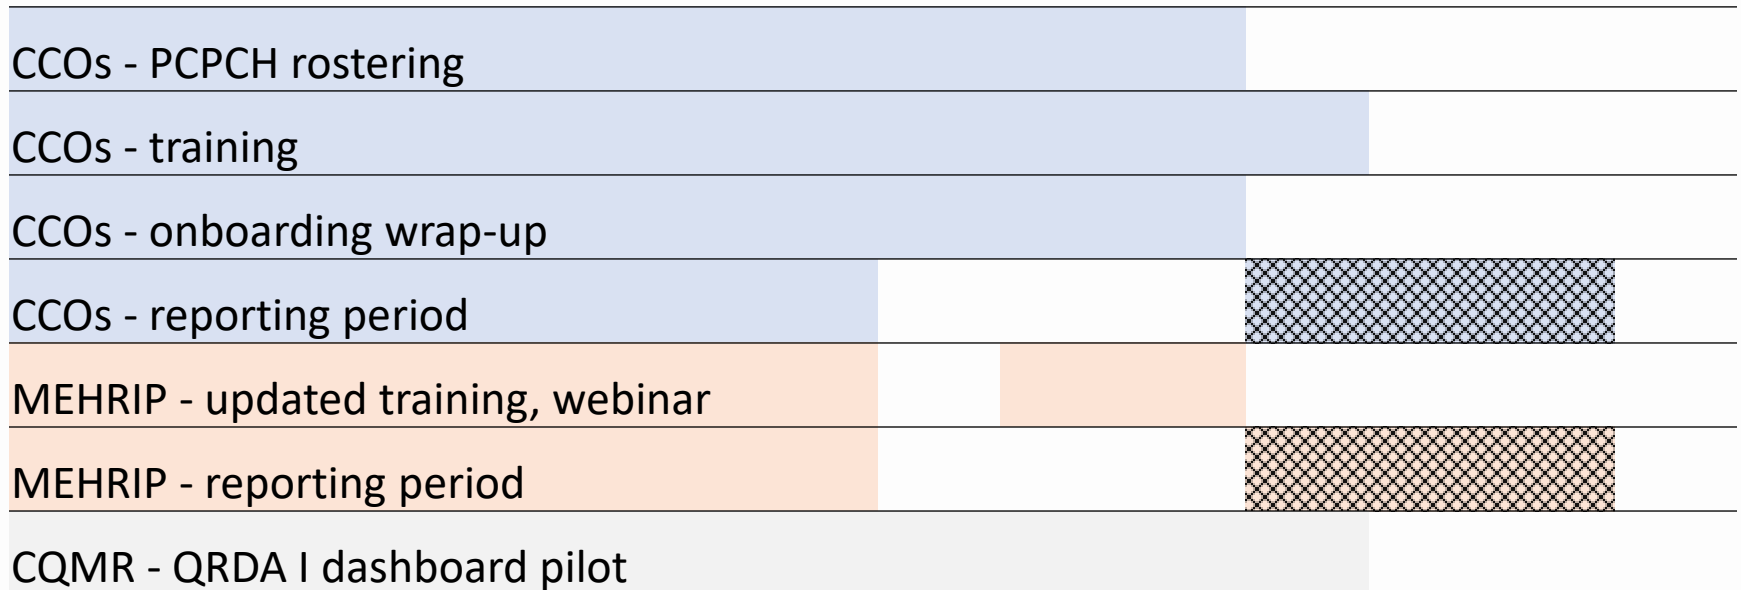 CCOs - PCPCH rostering
CCOs - training
CCOs - onboarding wrap-up
CCOs - reporting period
MEHRIP - updated training, webinar
MEHRIP - reporting period
CQMR - QRDA I dashboard pilot